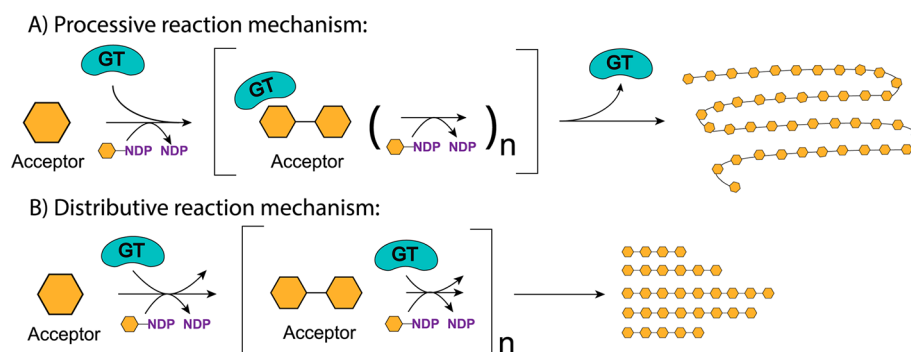 A) Processive reaction mechanism:
GT
GT
GT
Acceptor
NDP NDP
Acceptor
( NDP NDP )n
B) Distributive reaction mechanism:
GT
GT
Acceptor
NDP NDP
Acceptor
NDP NDP
n